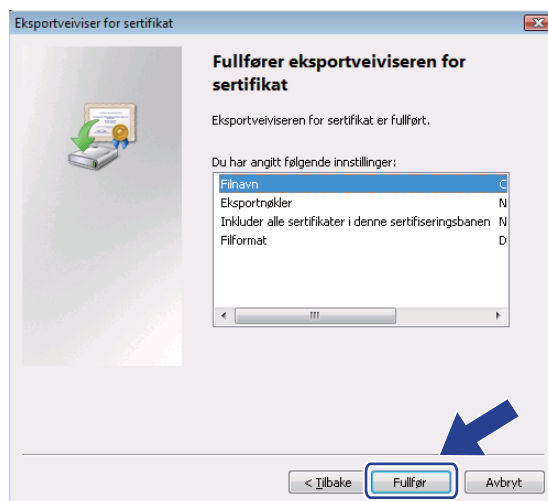 Eksportveiviser for sertifikat
Fullfører eksportveiviseren for
sertifikat
Eksportveiviseren for sertifikat er fullført.
Du har angitt følgende innstillinger:
Filnavn C
Eksportnøkler N
Inkluder alle sertifikater i denne sertifiseringsbanen N
Filformat D
< Tilbake Fullfør Avbryt